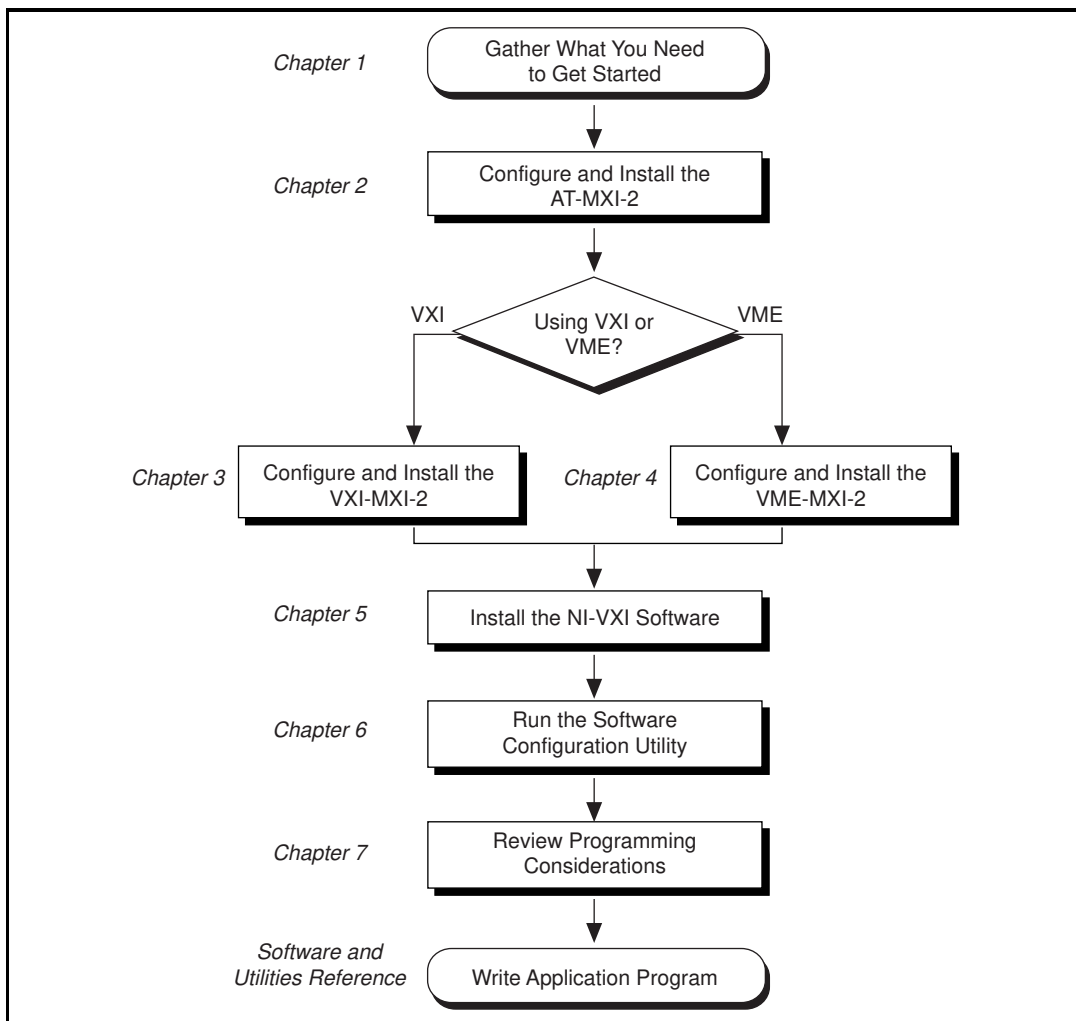 Chapter 1
Gather What You Need
to Get Started
Chapter 2
Configure and Install the
AT-MXI-2
VXI
Using VXI or
VME?
VME
Chapter 3
Configure and Install the
VXI-MXI-2
Chapter 4
Configure and Install the
VME-MXI-2
Chapter 5
Install the NI-VXI Software
Chapter 6
Run the Software
Configuration Utility
Chapter 7
Review Programming
Considerations
Software and
Utilities Reference
Write Application Program